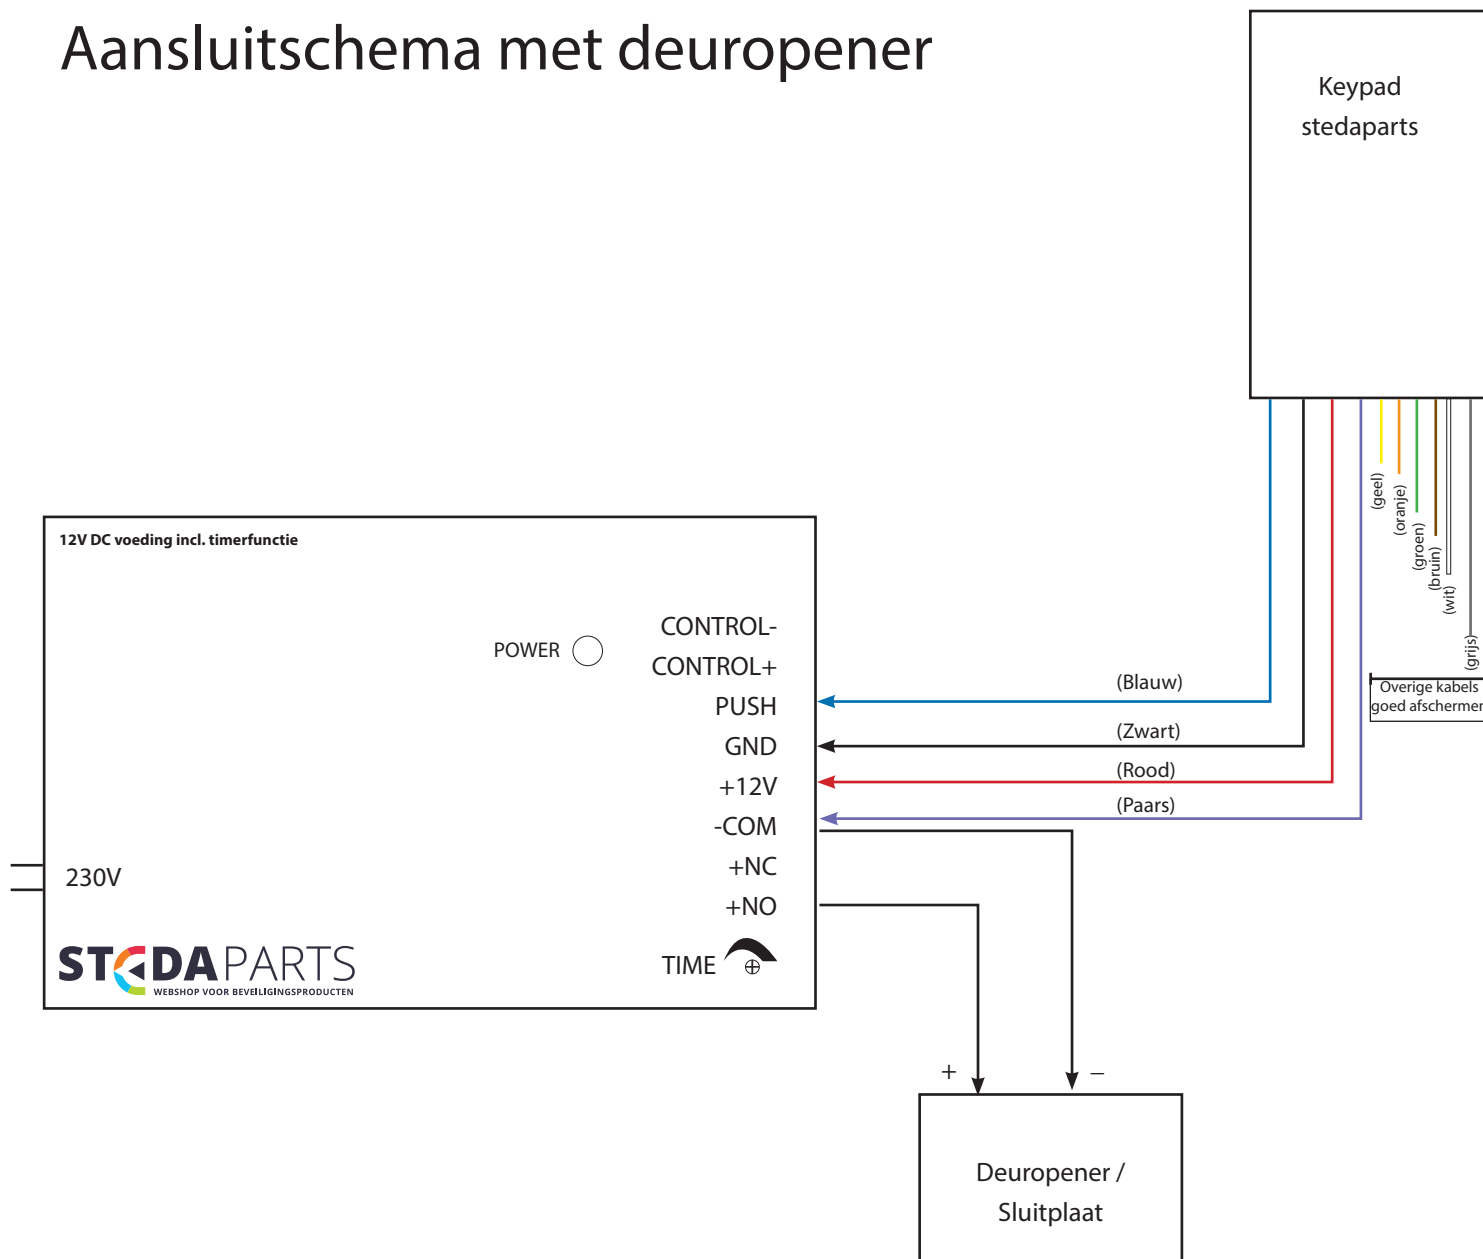 Aansluitschema met deuropener
Keypad
stedaparts
(geel)
(oranje)
(groen)
(bruin)
(wit)
(grijs)
Overige kabels
goed afschermen
12V DC voeding incl. timerfunctie
POWER
CONTROL-
CONTROL+
PUSH
GND
+12V
-COM
+NC
+NO
TIME
(Blauw)
(Zwart)
(Rood)
(Paars)
230V
STEDAPARTS
WEBSHOP VOOR BEVEILIGINGSPRODUCTEN
+
–
Deuropener /
Sluitplaat